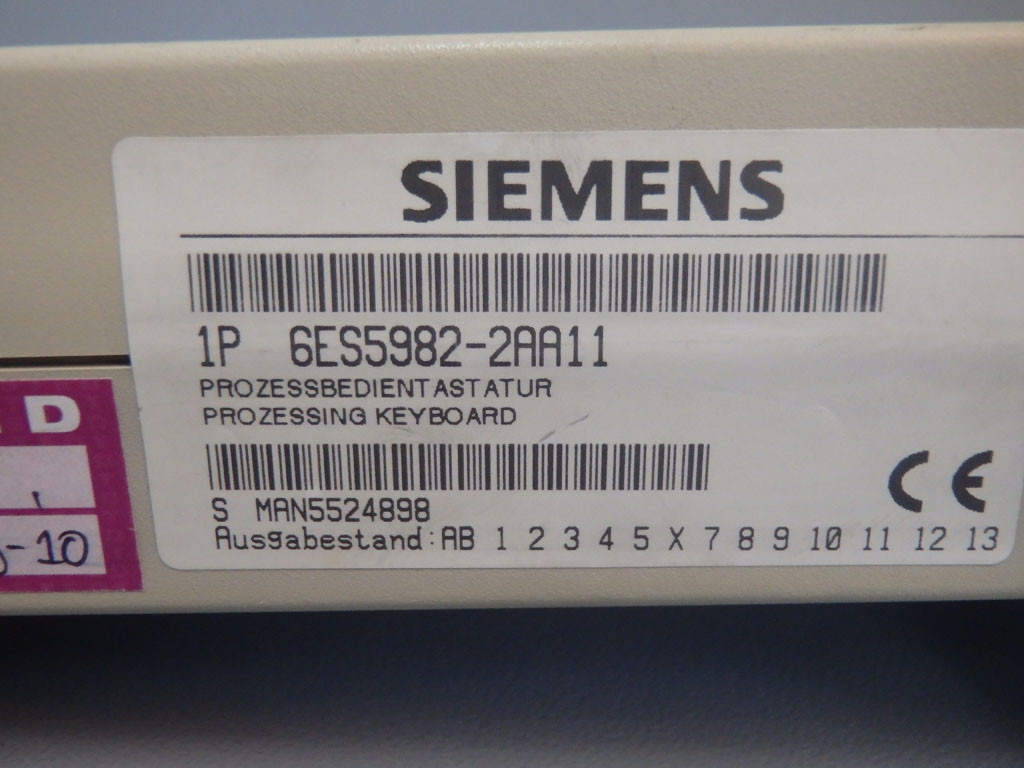 SIEMENS
1P 6ES5982-2AA11
PROZESSBEDIENTASTATUR
PROZESSING KEYBOARD
S MAN5524898
CE
Ausgabestand: AB 1 2 3 4 5 X 7 8 9 10 11 12 13
D
-10